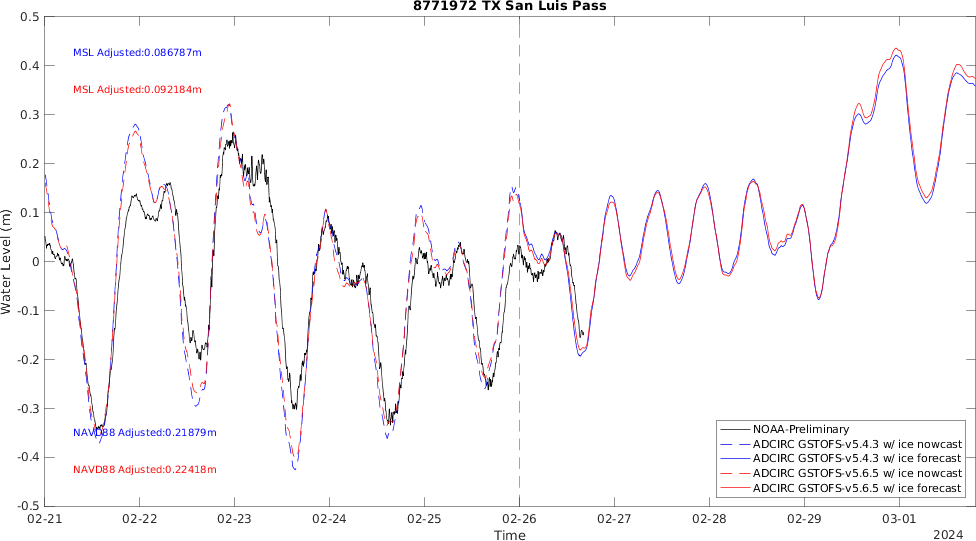 8771972 TX San Luis Pass
0.5
0.4
0.3
0.2
0.1
0
-0.1
-0.2
-0.3
-0.4
-0.5
Water Level (m)
MSL Adjusted:0.086787m
MSL Adjusted:0.092184m
NAVD88 Adjusted:0.21879m
NAVD88 Adjusted:0.22418m
NOAA-Preliminary
ADCIRC GSTOFS-v5.4.3 w/ ice nowcast
ADCIRC GSTOFS-v5.4.3 w/ ice forecast
ADCIRC GSTOFS-v5.6.5 w/ ice nowcast
ADCIRC GSTOFS-v5.6.5 w/ ice forecast
02-21 02-22 02-23 02-24 02-25 02-26 02-27 02-28 02-29 03-01
Time
2024